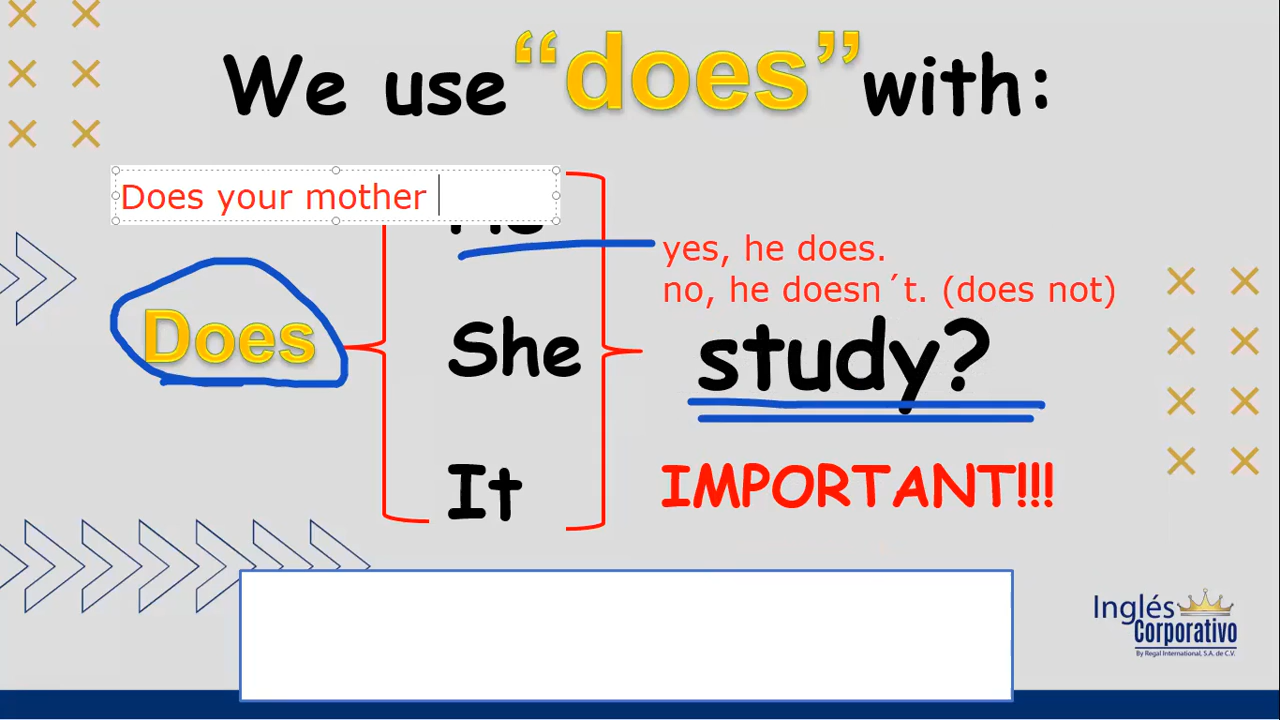 We use “does” with:
Does your mother
yes, he does.
no, he doesn´t. (does not)
Does
She
study?
It
IMPORTANT!!!
Inglés
Corporativo
By Regal International, S.A. de C.V.